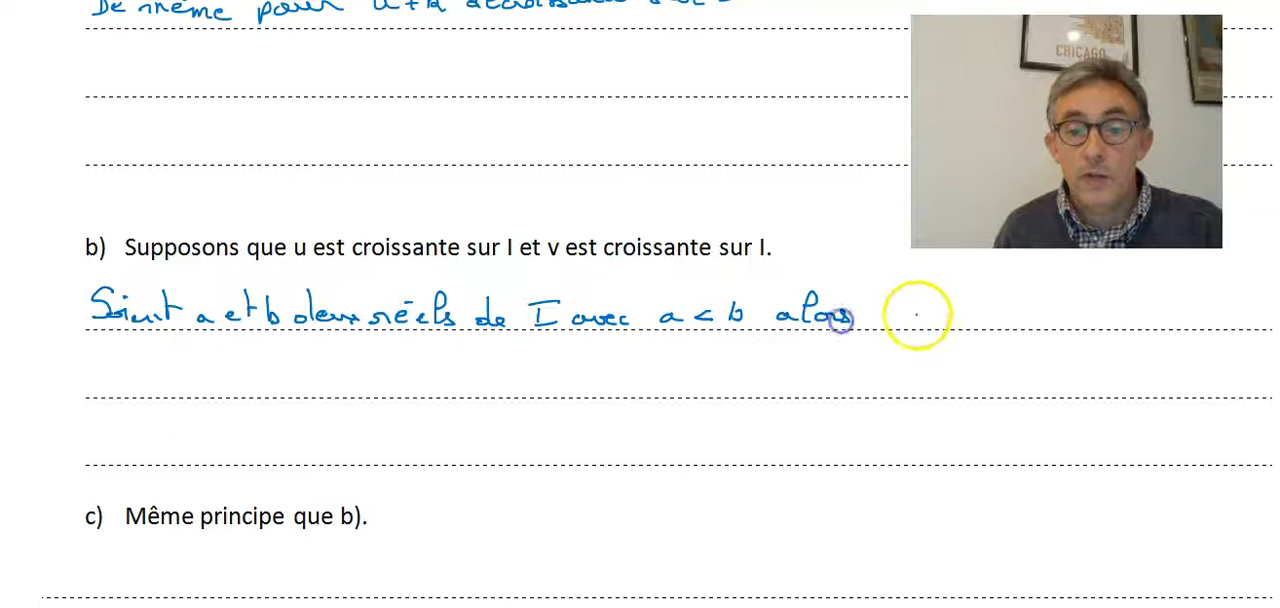 De même pour
CHICAGO
b) Supposons que u est croissante sur I et v est croissante sur I.
Soient a et b deux réels de I avec a < b alors
c) Même principe que b).